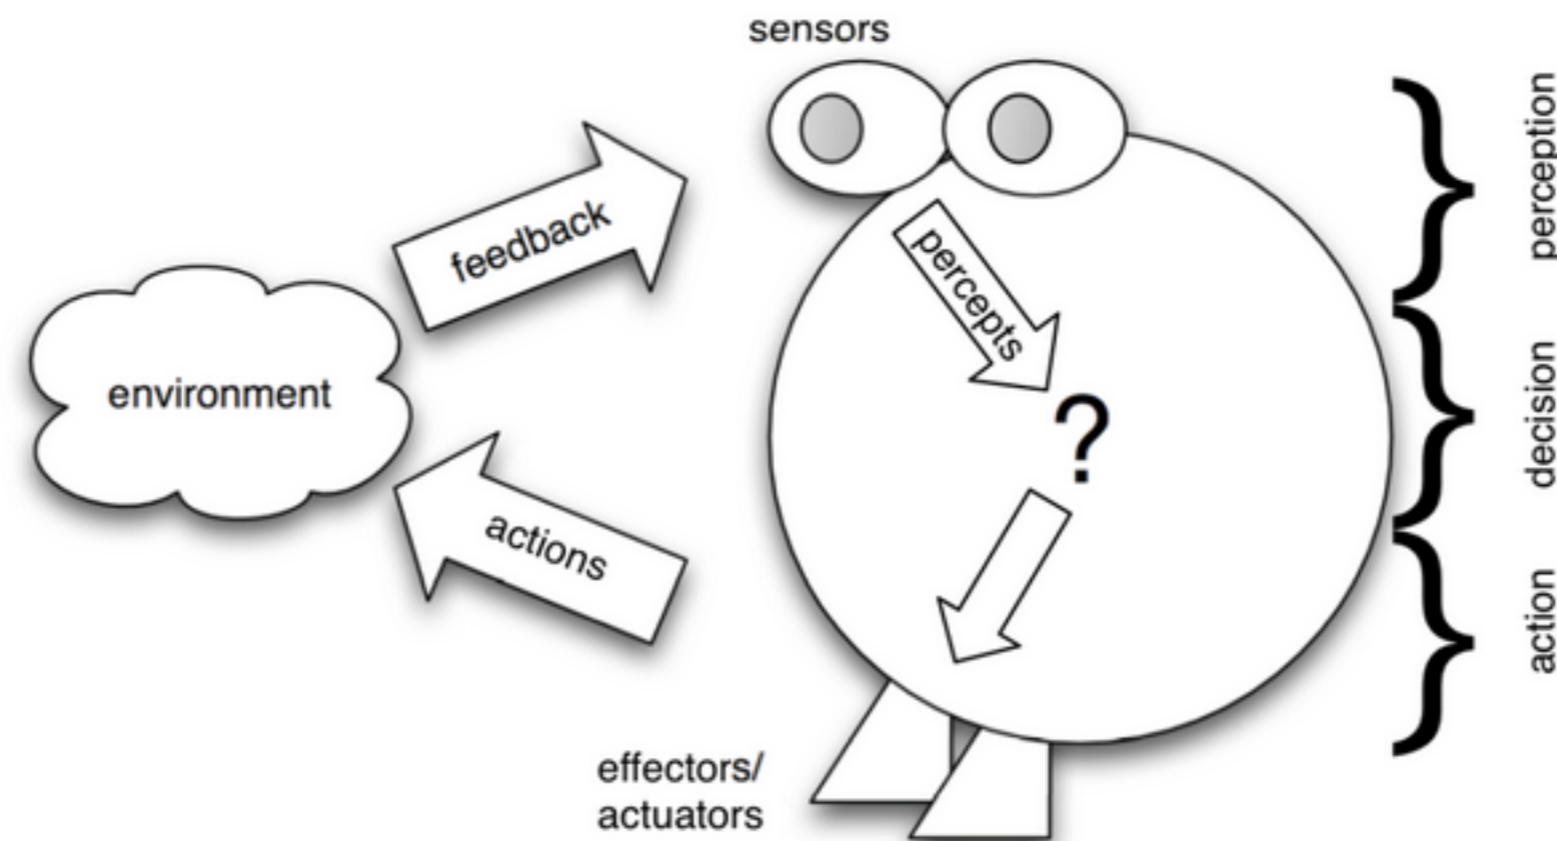 sensors
feedback
percepts
environment
?
actions
effectors/
actuators
perception
decision
action